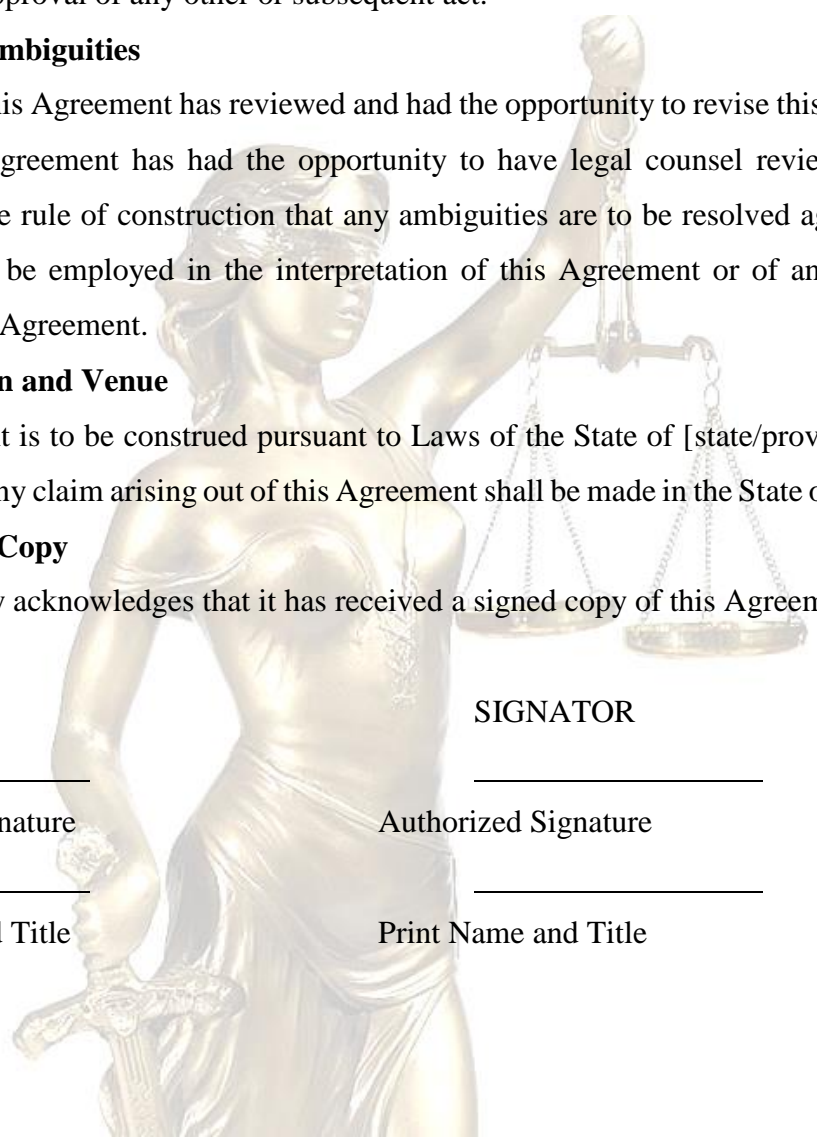 pproval of any other or subsequent act.
mbiguities
his Agreement has reviewed and had the opportunity to revise this
greement has had the opportunity to have legal counsel revie
e rule of construction that any ambiguities are to be resolved ag
be employed in the interpretation of this Agreement or of an
Agreement.
n and Venue
t is to be construed pursuant to Laws of the State of [state/prov
ny claim arising out of this Agreement shall be made in the State o
Copy
y acknowledges that it has received a signed copy of this Agreem
SIGNATOR
nature Authorized Signature
d Title Print Name and Title